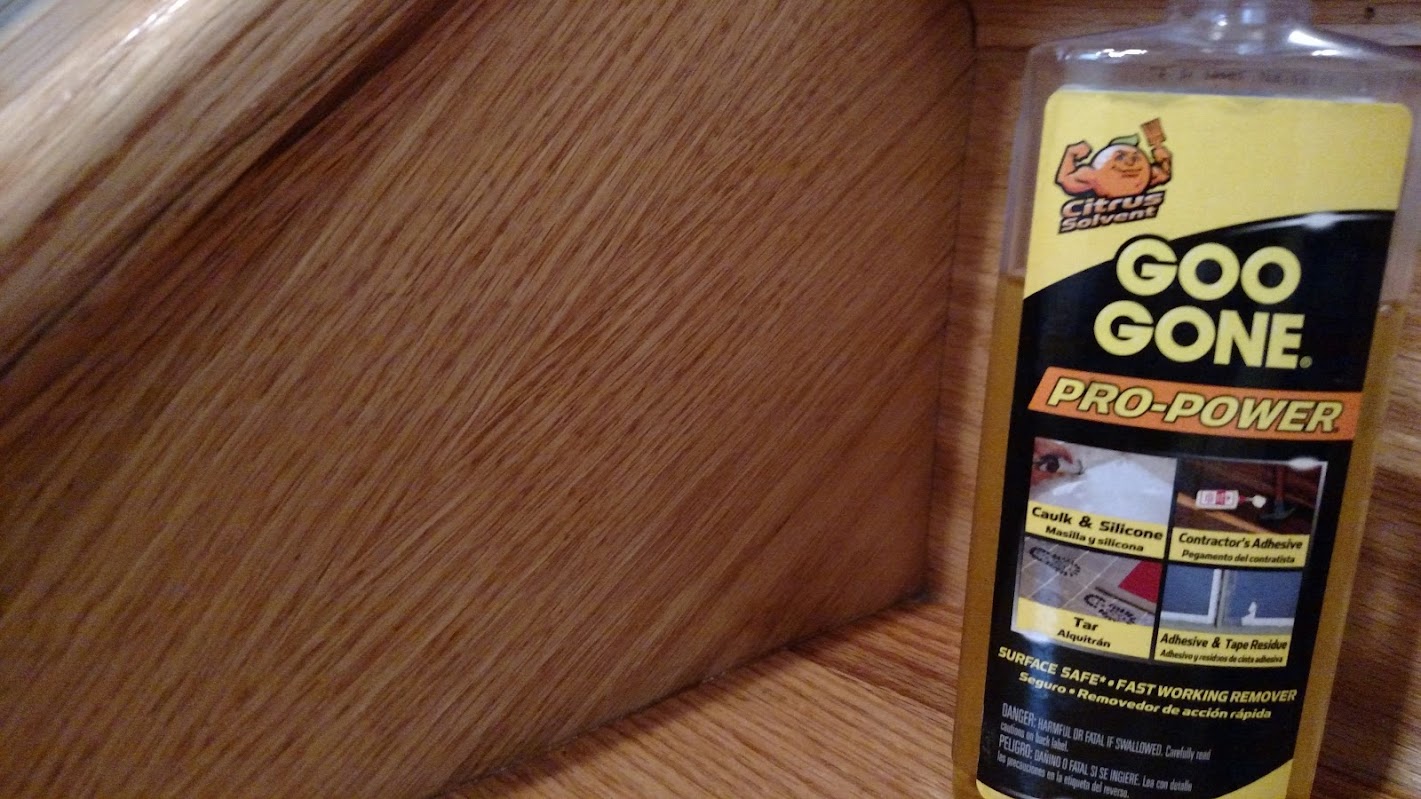 Citrus
Solvent
GOO
GONE®
PRO-POWER
Caulk & Silicone
Masilla y silicona
Contractor's Adhesive
Pegamento del contratista
Tar
Alquitrán
Adhesive & Tape Residue
Adhesivo y residuos de cinta adhesiva
SURFACE SAFE* • FAST WORKING REMOVER
Seguro • Removedor de acción rápida
DANGER: HARMFUL OR FATAL IF SWALLOWED. Carefully read
cautions on back label.
PELIGRO: DAÑINO O FATAL SI SE INGIERE. Lea con detalle
las precauciones en la etiqueta del reverso.